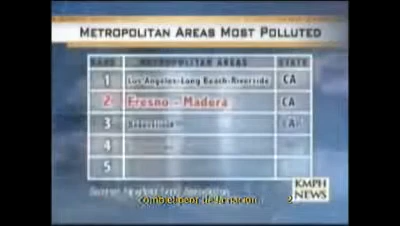 METROPOLITAN AREAS MOST POLLUTED
RANK METROPOLITAN AREAS STATE
1 Los Angeles-Long Beach-Riverside CA
2 Fresno - Madera CA
3 Bakersfield CA
4
5
KMPH
NEWS